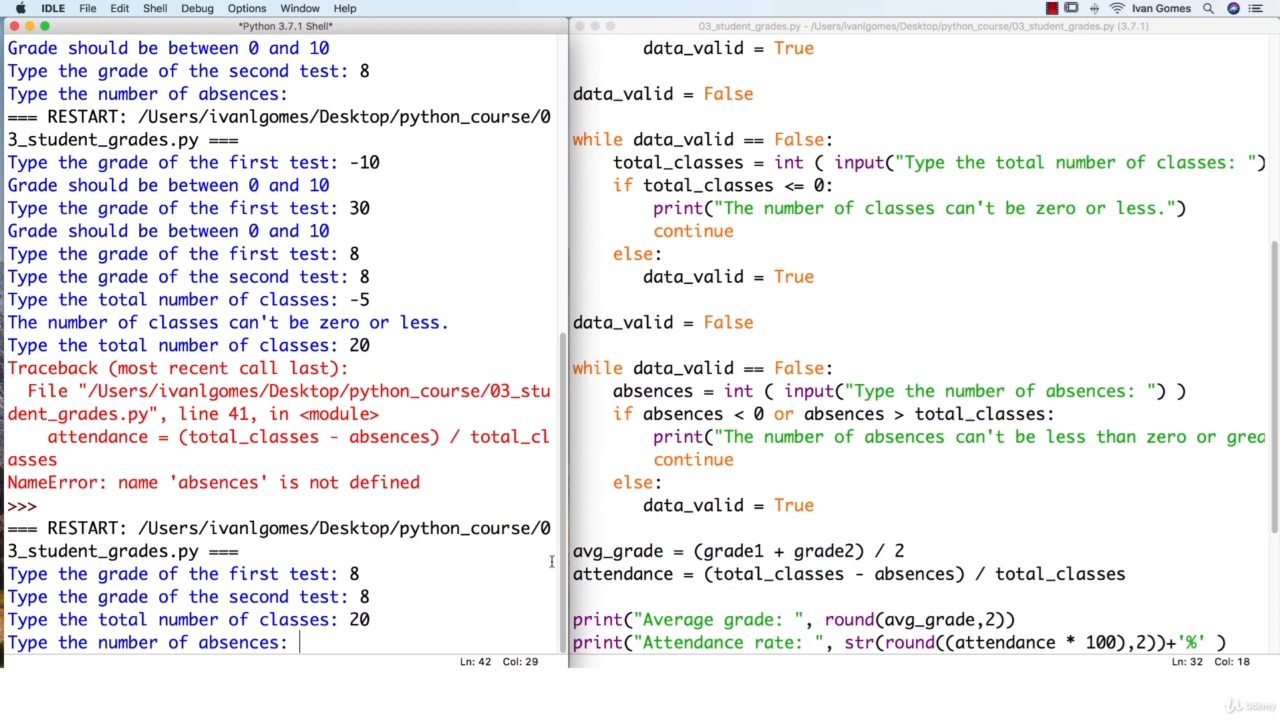 IDLE File Edit Shell Debug Options Window Help Ivan Gomes
*Python 3.7.1 Shell*
Grade should be between 0 and 10
Type the grade of the second test: 8
Type the number of absences:
=== RESTART: /Users/ivanlgomes/Desktop/python_course/0
3_student_grades.py ===
Type the grade of the first test: -10
Grade should be between 0 and 10
Type the grade of the first test: 30
Grade should be between 0 and 10
Type the grade of the first test: 8
Type the grade of the second test: 8
Type the total number of classes: -5
The number of classes can't be zero or less.
Type the total number of classes: 20
Traceback (most recent call last):
  File "/Users/ivanlgomes/Desktop/python_course/03_stu
dent_grades.py", line 41, in <module>
    attendance = (total_classes - absences) / total_cl
asses
NameError: name 'absences' is not defined
>>>
=== RESTART: /Users/ivanlgomes/Desktop/python_course/0
3_student_grades.py ===
Type the grade of the first test: 8
Type the grade of the second test: 8
Type the total number of classes: 20
Type the number of absences:
Ln: 42 Col: 29
03_student_grades.py - /Users/ivanlgomes/Desktop/python_course/03_student_grades.py (3.7.1)
       data_valid = True
data_valid = False
while data_valid == False:
    total_classes = int ( input("Type the total number of classes: ")
    if total_classes <= 0:
        print("The number of classes can't be zero or less.")
        continue
    else:
       data_valid = True
data_valid = False
while data_valid == False:
    absences = int ( input("Type the number of absences: ") )
    if absences < 0 or absences > total_classes:
        print("The number of absences can't be less than zero or grea
        continue
    else:
       data_valid = True
avg_grade = (grade1 + grade2) / 2
attendance = (total_classes - absences) / total_classes
print("Average grade: ", round(avg_grade,2))
print("Attendance rate: ", str(round((attendance * 100),2))+'%' )
Ln: 32 Col: 18
Udemy